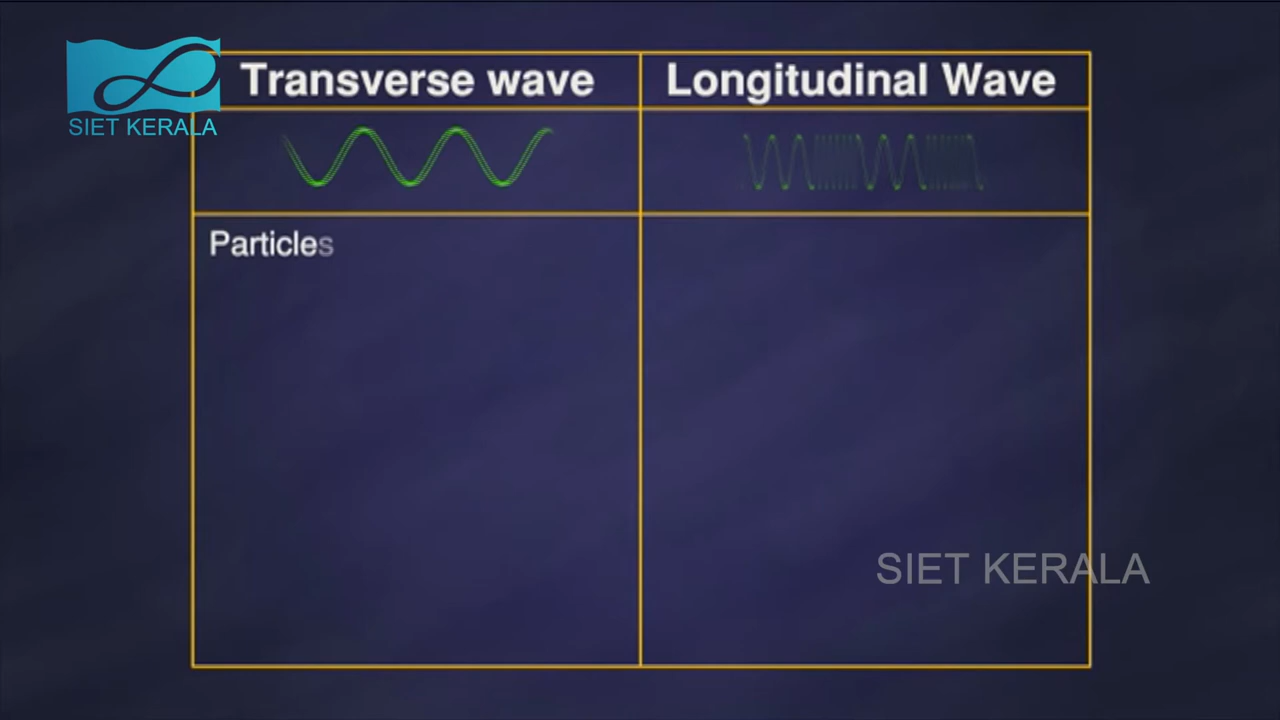 SIET KERALA
Transverse wave
Longitudinal Wave
Particles
SIET KERALA